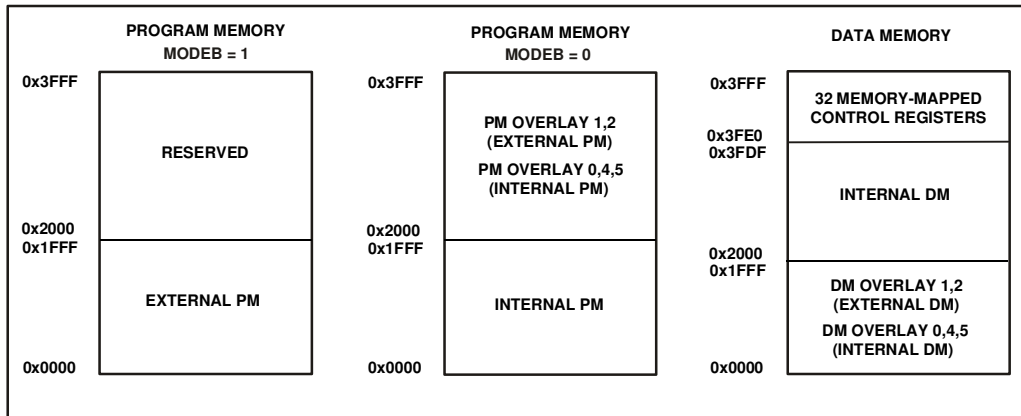 PROGRAM MEMORY
MODEB = 1
0x3FFF
RESERVED
0x2000
0x1FFF
EXTERNAL PM
0x0000
PROGRAM MEMORY
MODEB = 0
0x3FFF
PM OVERLAY 1,2
(EXTERNAL PM)
PM OVERLAY 0,4,5
(INTERNAL PM)
0x2000
0x1FFF
INTERNAL PM
0x0000
DATA MEMORY
0x3FFF
32 MEMORY-MAPPED
CONTROL REGISTERS
0x3FE0
0x3FDF
INTERNAL DM
0x2000
0x1FFF
DM OVERLAY 1,2
(EXTERNAL DM)
DM OVERLAY 0,4,5
(INTERNAL DM)
0x0000